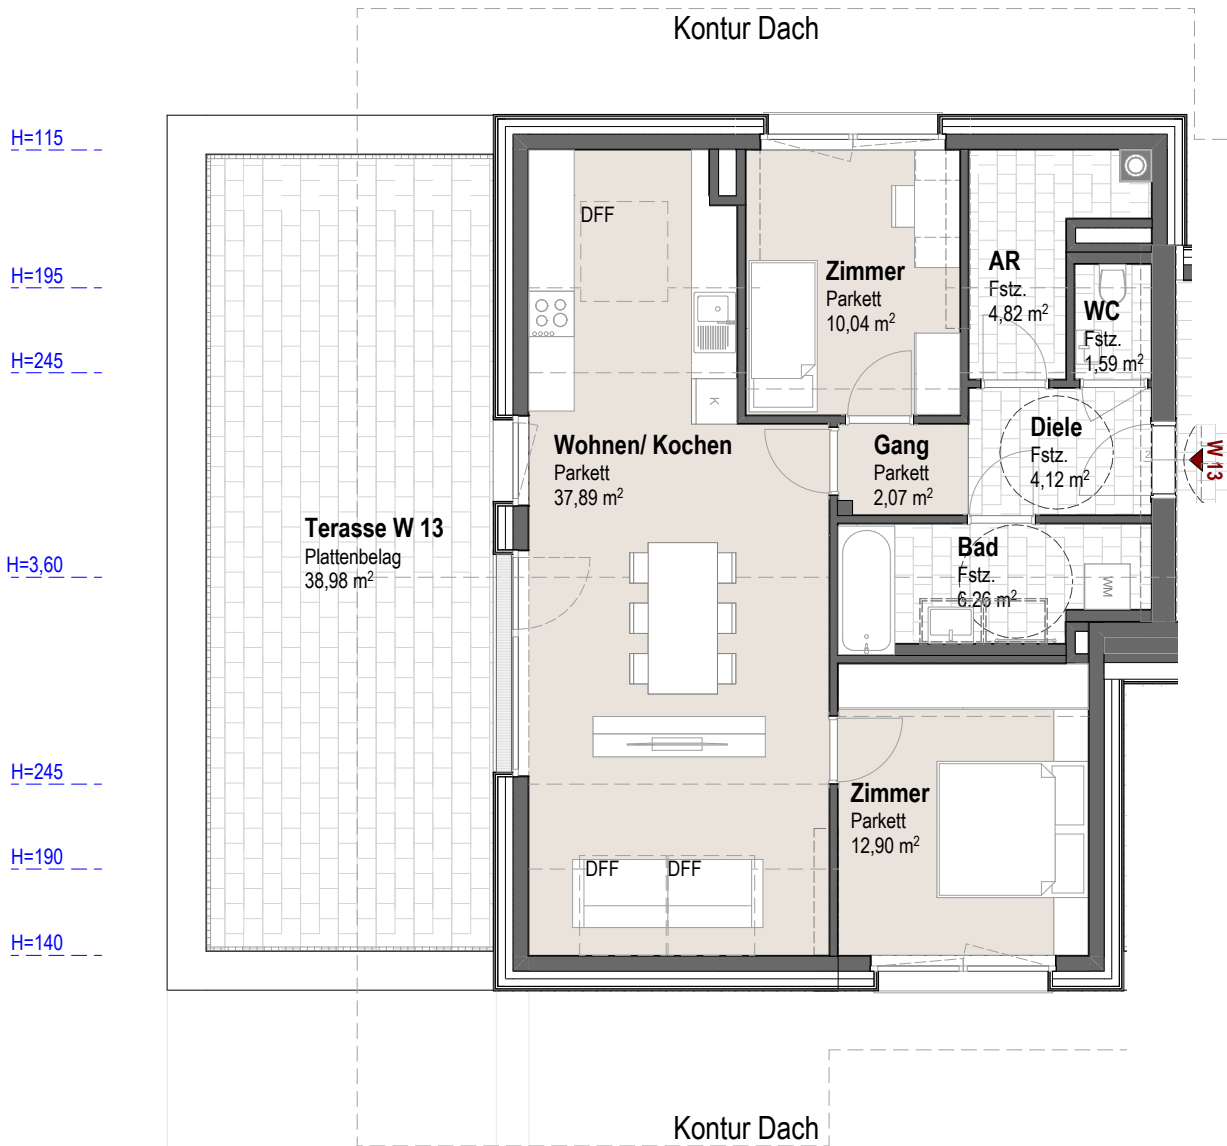 Kontur Dach
H=115
DFF
H=195
Zimmer
Parkett
10,04 m²
AR
Fstz.
4,82 m²
WC
Fstz.
1,59 m²
H=245
K
Wohnen/ Kochen
Parkett
37,89 m²
Gang
Parkett
2,07 m²
Diele
Fstz.
4,12 m²
W 13
Terasse W 13
Plattenbelag
38,98 m²
H=3,60
Bad
Fstz.
6.26 m²
WM
H=245
Zimmer
Parkett
12,90 m²
H=190
DFF
DFF
H=140
Kontur Dach